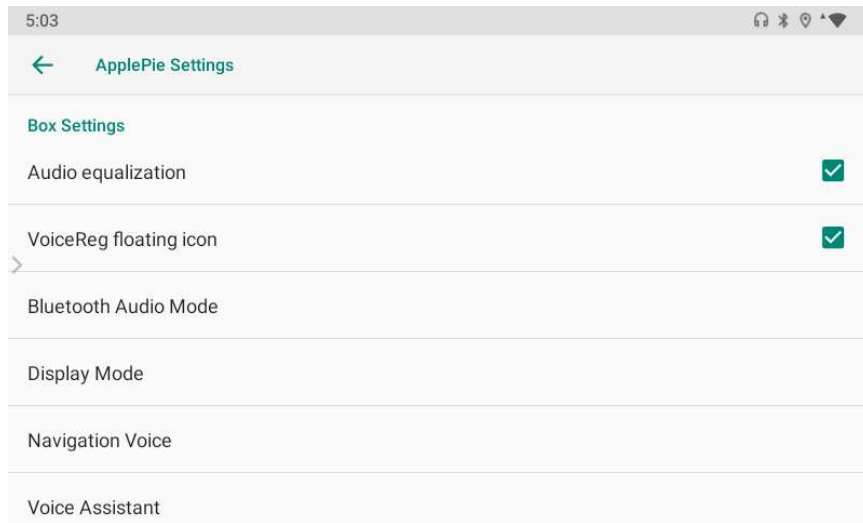 5:03
ApplePie Settings
Box Settings
Audio equalization
VoiceReg floating icon
Bluetooth Audio Mode
Display Mode
Navigation Voice
Voice Assistant